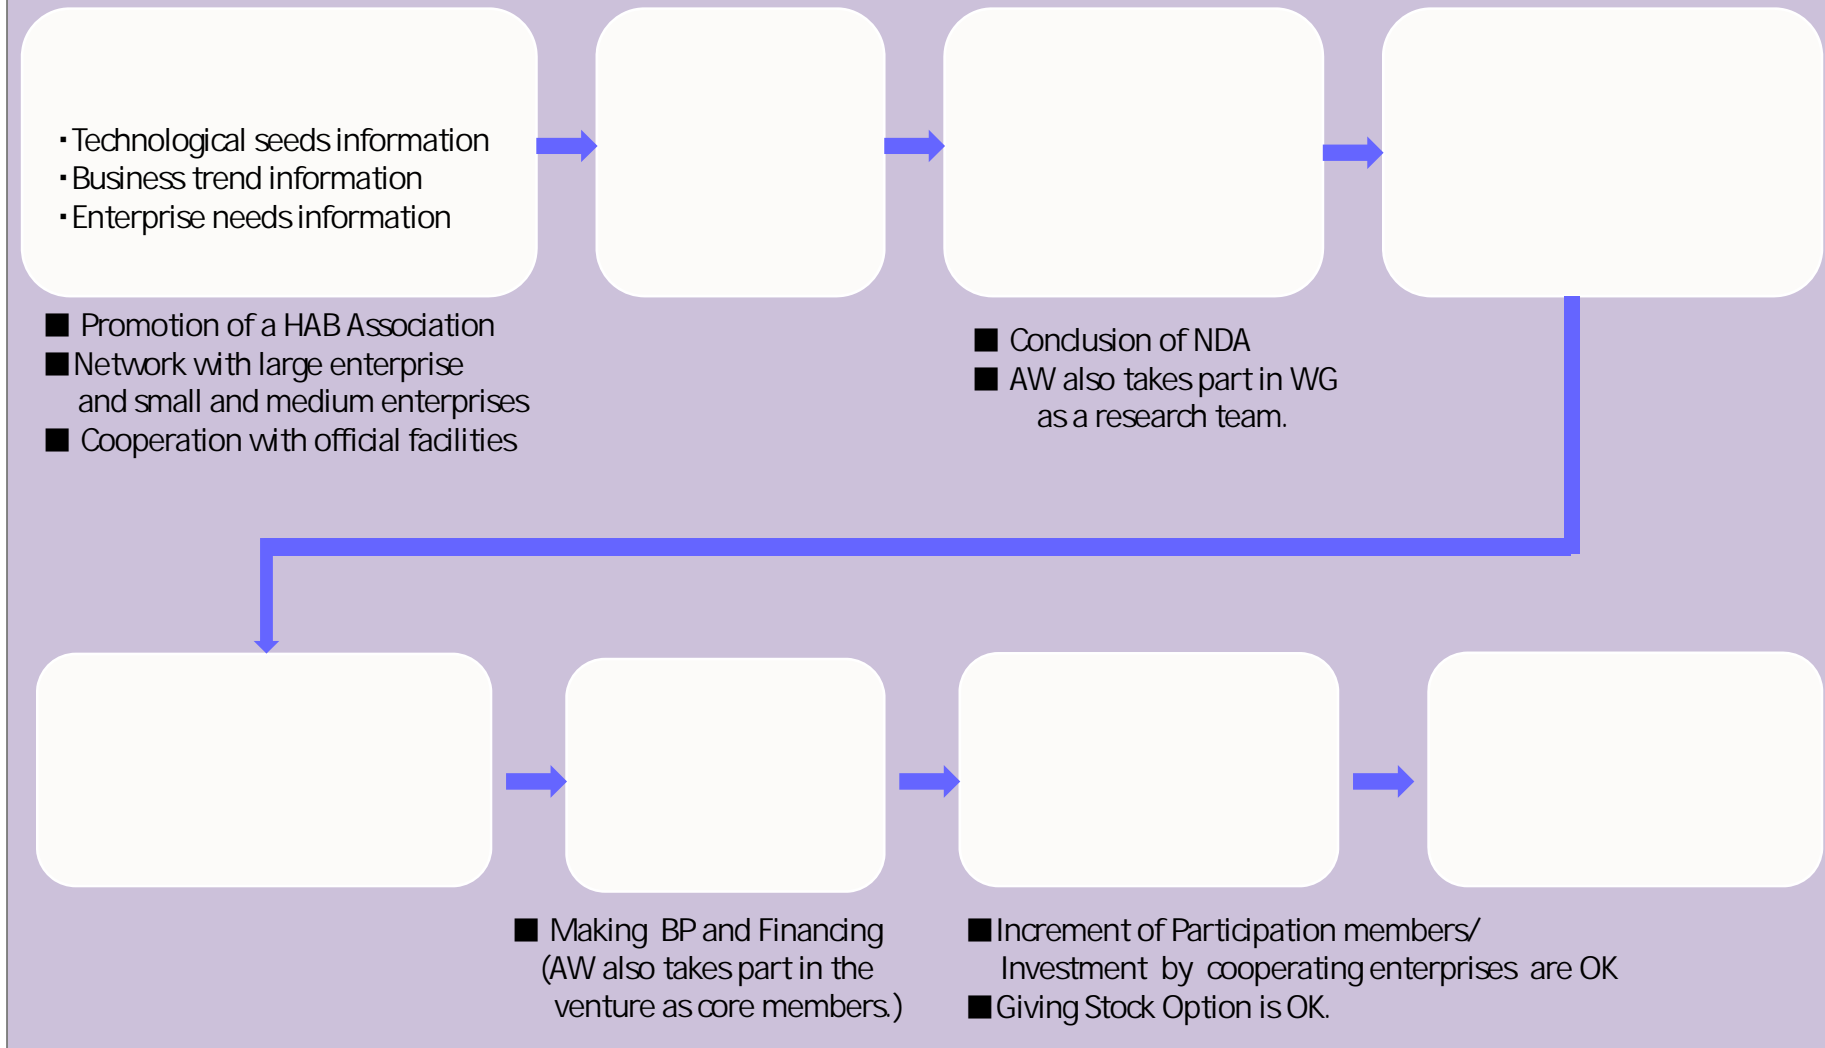 ・Technological seeds information
・Business trend information
・Enterprise needs information
■ Promotion of a HAB Association
■ Network with large enterprise
and small and medium enterprises
■ Cooperation with official facilities
■ Conclusion of NDA
■ AW also takes part in WG
as a research team.
■ Making BP and Financing
(AW also takes part in the
venture as core members.)
■ Increment of Participation members/
Investment by cooperating enterprises are OK
■ Giving Stock Option is OK.